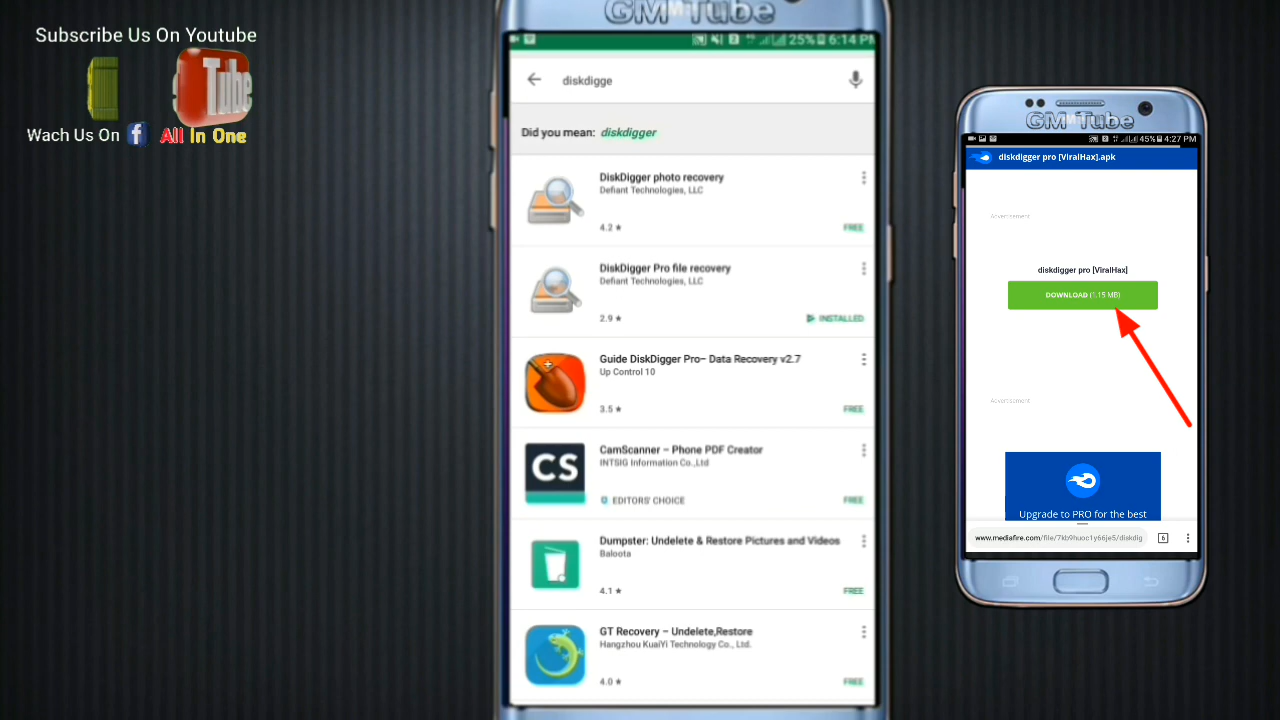 Subscribe Us On Youtube
Tube
Wach Us On f All In One
GM Tube
25% 6:14 PM
diskdigge
Did you mean: diskdigger
DiskDigger photo recovery
Defiant Technologies, LLC
4.2 ★
FREE
DiskDigger Pro file recovery
Defiant Technologies, LLC
2.9 ★
INSTALLED
Guide DiskDigger Pro– Data Recovery v2.7
Up Control 10
3.5 ★
FREE
CS
CamScanner – Phone PDF Creator
INTSIG Information Co.,Ltd
EDITORS' CHOICE
FREE
Dumpster: Undelete & Restore Pictures and Videos
Baloota
4.1 ★
FREE
GT Recovery – Undelete,Restore
Hangzhou KuaiYi Technology Co., Ltd.
4.0 ★
FREE
GM Tube
45% 4:27 PM
diskdigger pro [ViralHax].apk
Advertisement
diskdigger pro [ViralHax]
DOWNLOAD (1.15 MB)
Advertisement
Upgrade to PRO for the best
www.mediafire.com/file/7kb9huoc1y66je5/diskdig
6